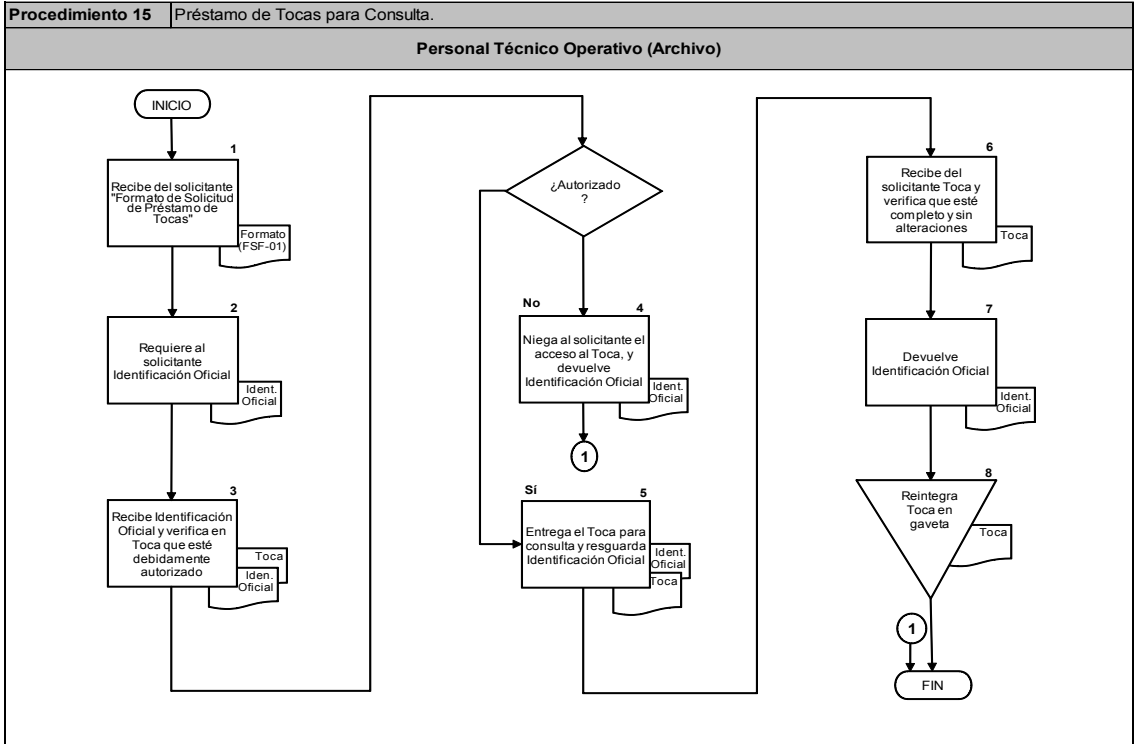 Procedimiento 15 Préstamo de Tocas para Consulta.
Personal Técnico Operativo (Archivo)
INICIO
1
Recibe del solicitante
"Formato de Solicitud
de Préstamo de
Tocas"
Formato
(FSF-01)
2
Requiere al
solicitante
Identificación Oficial
Ident.
Oficial
3
Recibe Identificación
Oficial y verifica en
Toca que esté
debidamente
autorizado
Toca
Iden.
Oficial
¿Autorizado
?
No
4
Niega al solicitante el
acceso al Toca, y
devuelve
Identificación Oficial
Ident.
Oficial
1
Sí
5
Entrega el Toca para
consulta y resguarda
Identificación Oficial
Ident.
Oficial
Toca
6
Recibe del
solicitante Toca y
verifica que esté
completo y sin
alteraciones
Toca
7
Devuelve
Identificación Oficial
Ident.
Oficial
8
Reintegra
Toca en
gaveta
Toca
1
FIN